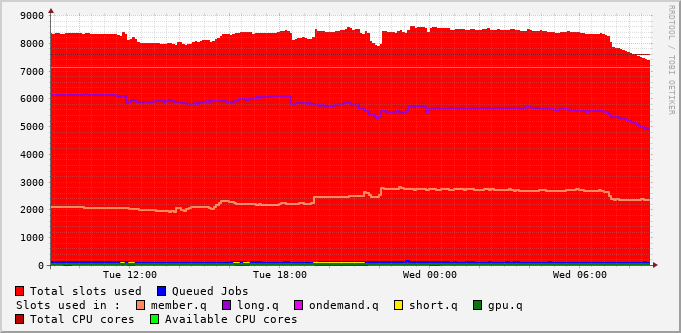 9000
8000
7000
6000
5000
4000
3000
2000
1000
0
Tue 12:00 Tue 18:00 Wed 00:00 Wed 06:00
RRDTOOL / TOBI OETIKER
Total slots used Queued Jobs
Slots used in : member.q long.q ondemand.q short.q gpu.q
Total CPU cores Available CPU cores